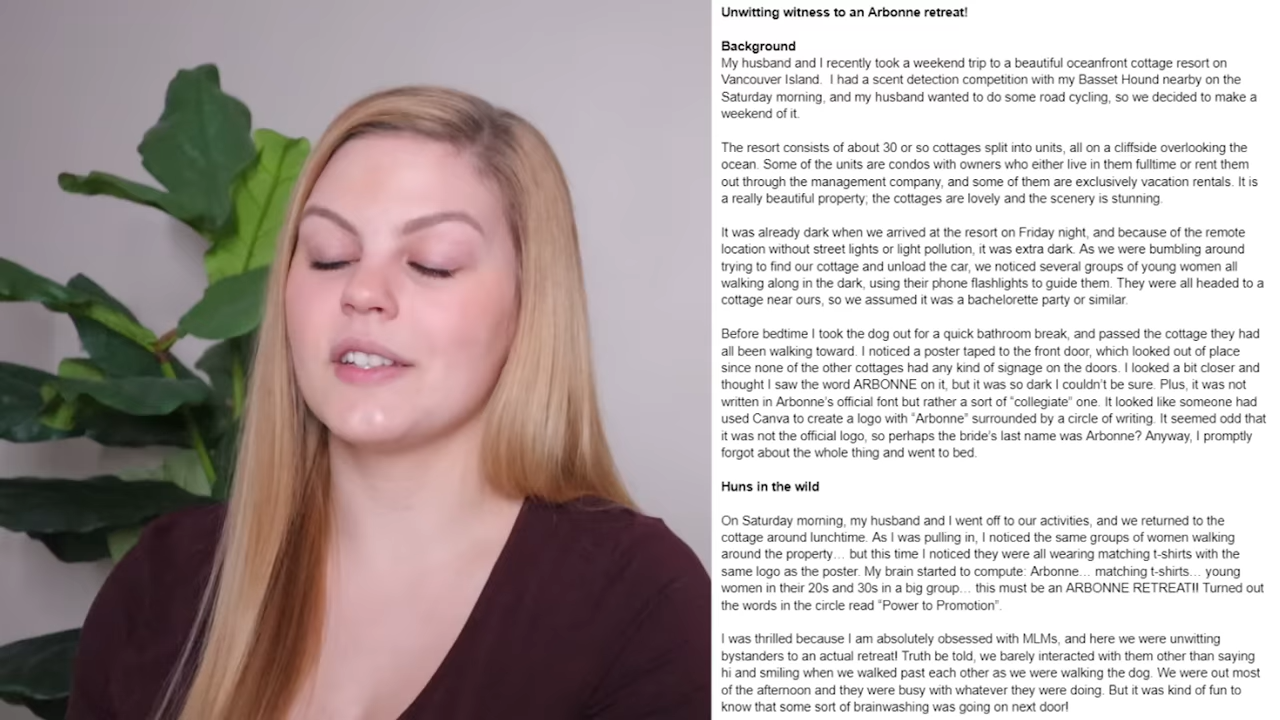 Unwitting witness to an Arbonne retreat!
Background
My husband and I recently took a weekend trip to a beautiful oceanfront cottage resort on
Vancouver Island.  I had a scent detection competition with my Basset Hound nearby on the
Saturday morning, and my husband wanted to do some road cycling, so we decided to make a
weekend of it.
The resort consists of about 30 or so cottages split into units, all on a cliffside overlooking the
ocean. Some of the units are condos with owners who either live in them fulltime or rent them
out through the management company, and some of them are exclusively vacation rentals. It is
a really beautiful property; the cottages are lovely and the scenery is stunning.
It was already dark when we arrived at the resort on Friday night, and because of the remote
location without street lights or light pollution, it was extra dark. As we were bumbling around
trying to find our cottage and unload the car, we noticed several groups of young women all
walking along in the dark, using their phone flashlights to guide them. They were all headed to a
cottage near ours, so we assumed it was a bachelorette party or similar.
Before bedtime I took the dog out for a quick bathroom break, and passed the cottage they had
all been walking toward. I noticed a poster taped to the front door, which looked out of place
since none of the other cottages had any kind of signage on the doors. I looked a bit closer and
thought I saw the word ARBONNE on it, but it was so dark I couldn't be sure. Plus, it was not
written in Arbonne's official font but rather a sort of "collegiate" one. It looked like someone had
used Canva to create a logo with "Arbonne" surrounded by a circle of writing. It seemed odd that
it was not the official logo, so perhaps the bride's last name was Arbonne? Anyway, I promptly
forgot about the whole thing and went to bed.
Huns in the wild
On Saturday morning, my husband and I went off to our activities, and we returned to the
cottage around lunchtime. As I was pulling in, I noticed the same groups of women walking
around the property… but this time I noticed they were all wearing matching t-shirts with the
same logo as the poster. My brain started to compute: Arbonne… matching t-shirts… young
women in their 20s and 30s in a big group… this must be an ARBONNE RETREAT!! Turned out
the words in the circle read "Power to Promotion".
I was thrilled because I am absolutely obsessed with MLMs, and here we were unwitting
bystanders to an actual retreat! Truth be told, we barely interacted with them other than saying
hi and smiling when we walked past each other as we were walking the dog. We were out most
of the afternoon and they were busy with whatever they were doing. But it was kind of fun to
know that some sort of brainwashing was going on next door!